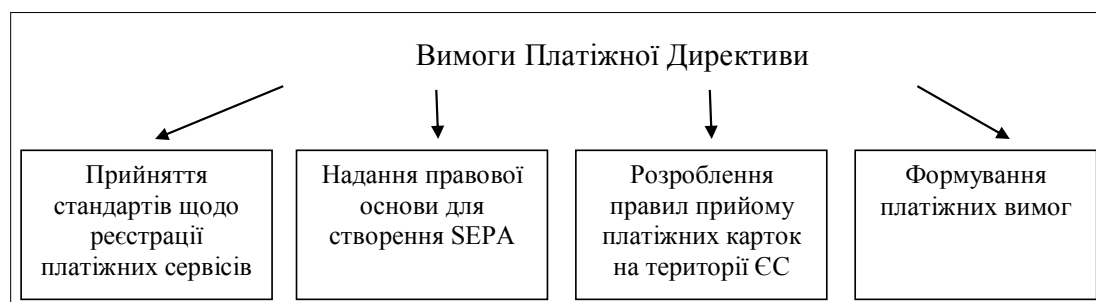 Вимоги Платіжної Директиви
Прийняття
стандартів щодо
реєстрації
платіжних сервісів
Надання правової
основи для
створення SEPA
Розроблення
правил прийому
платіжних карток
на території ЄС
Формування
платіжних вимог